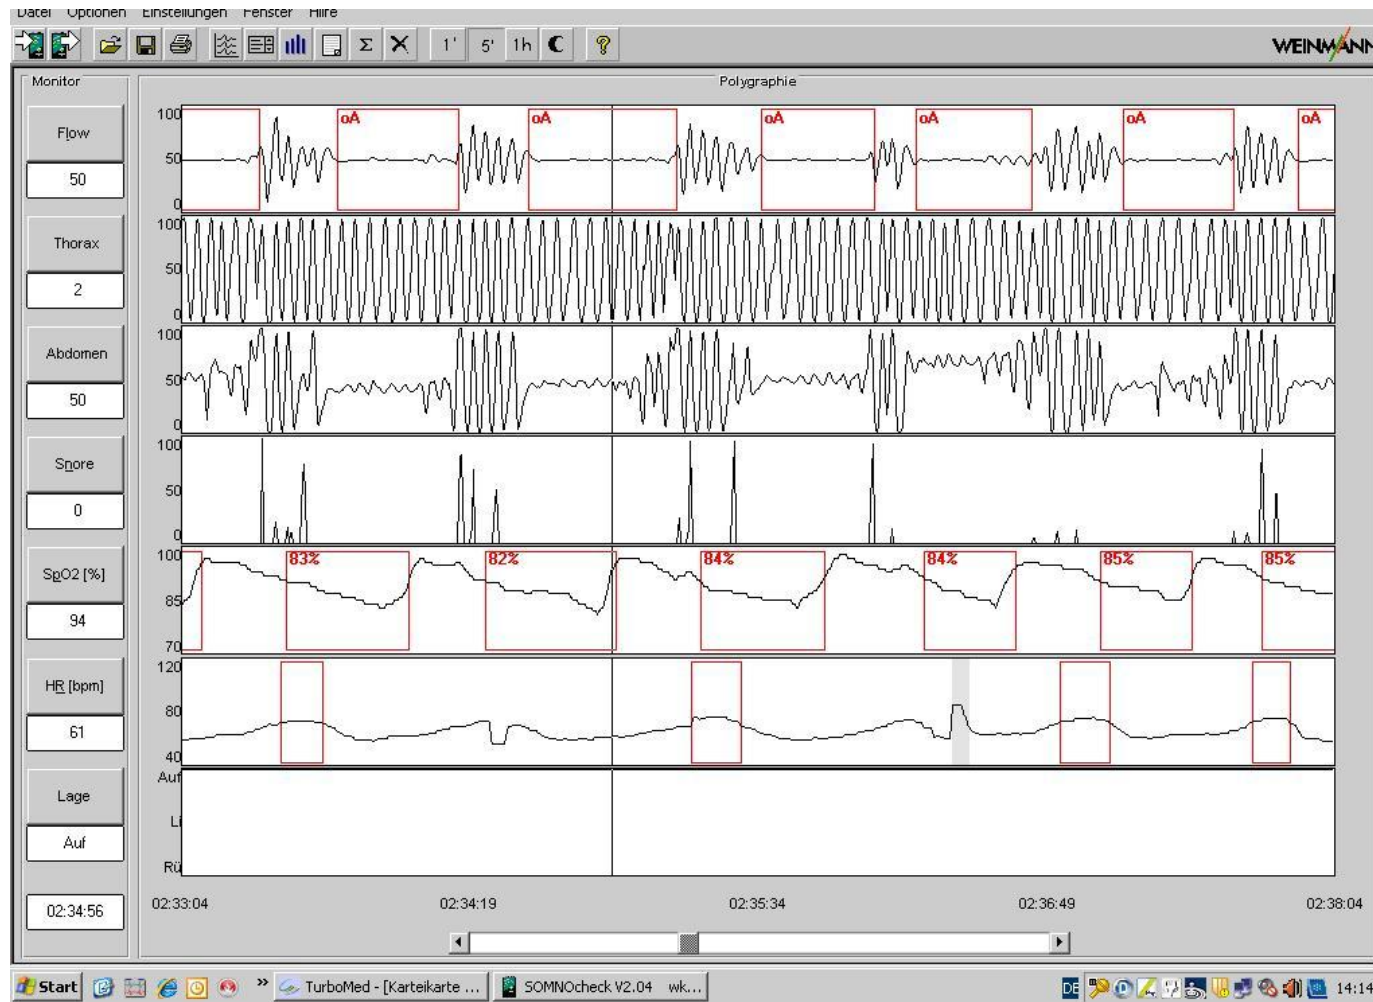 Datei Optionen Einstellungen Fenster Hilfe
1' 5' 1h ?
WEINMANN
Monitor
Polygraphie
Flow
50
100
50
0
oA oA oA oA oA oA
Thorax
2
100
50
0
Abdomen
50
100
50
0
Snore
0
100
50
0
SpO2 [%]
94
100
85
70
83% 82% 84% 84% 85% 85%
HR [bpm]
61
120
80
40
Lage
Auf
Auf
Li
Rü
02:34:56
02:33:04 02:34:19 02:35:34 02:36:49 02:38:04
Start » TurboMed - [Karteikarte ... SOMNOcheck V2.04 wk... DE 14:14